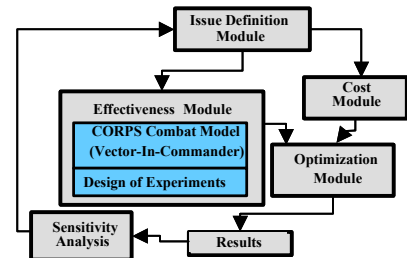 Issue Definition
Module
Cost
Module
Effectiveness Module
CORPS Combat Model
(Vector-In-Commander)
Design of Experiments
Optimization
Module
Sensitivity
Analysis
Results